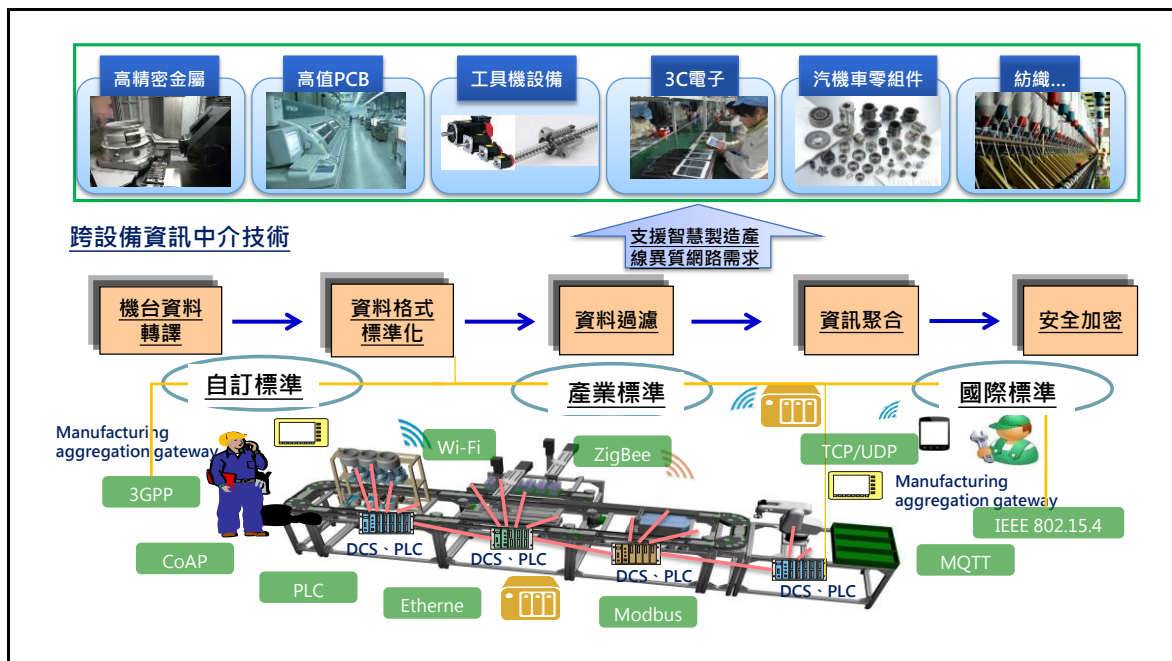 高精密金屬
高值PCB
工具機設備
3C電子
汽機車零組件
紡織...
跨設備資訊中介技術
支援智慧製造產
線異質網路需求
機台資料
轉譯
資料格式
標準化
資料過濾
資訊聚合
安全加密
自訂標準
產業標準
國際標準
Manufacturing
aggregation gateway
Wi-Fi
ZigBee
TCP/UDP
3GPP
Manufacturing
aggregation gateway
IEEE 802.15.4
DCS、PLC
DCS、PLC
DCS、PLC
DCS、PLC
CoAP
MQTT
PLC
Etherne
Modbus